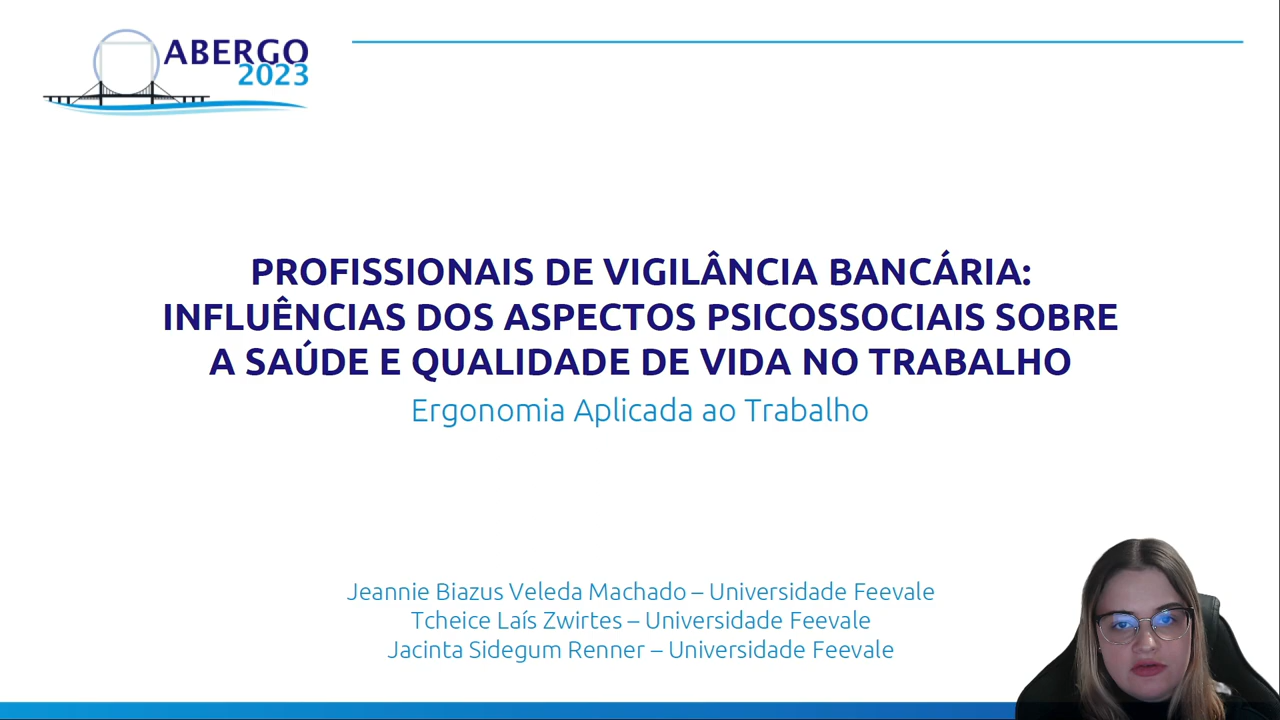 ABERGO
2023
PROFISSIONAIS DE VIGILÂNCIA BANCÁRIA:
INFLUÊNCIAS DOS ASPECTOS PSICOSSOCIAIS SOBRE
A SAÚDE E QUALIDADE DE VIDA NO TRABALHO
Ergonomia Aplicada ao Trabalho
Jeannie Biazus Veleda Machado – Universidade Feevale
Tcheice Laís Zwirtes – Universidade Feevale
Jacinta Sidegum Renner – Universidade Feevale